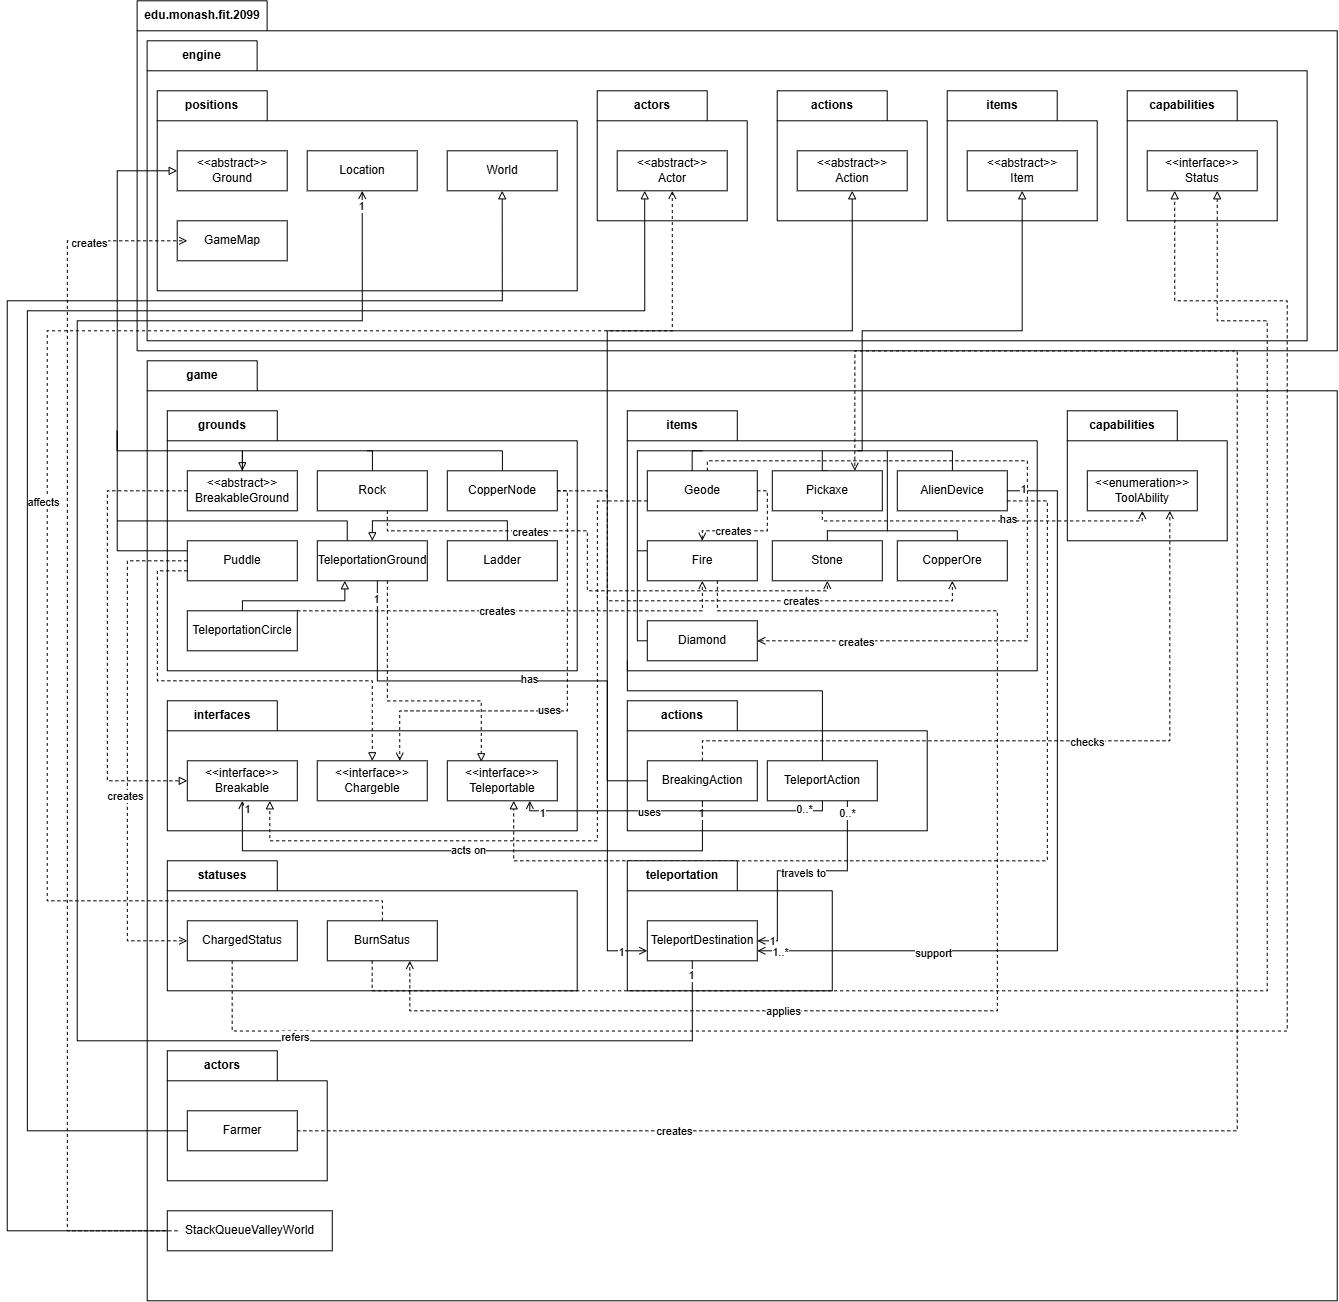 edu.monash.fit.2099
engine
positions
actors
actions
items
capabilities
<<abstract>>
Ground
Location
World
<<abstract>>
Actor
<<abstract>>
Action
<<abstract>>
Item
<<interface>>
Status
1
GameMap
creates
game
grounds
items
capabilities
<<abstract>>
BreakableGround
Rock
CopperNode
Geode
Pickaxe
AlienDevice
1
<<enumeration>>
ToolAbility
affects
has
creates
creates
Puddle
TeleportationGround
Ladder
Fire
Stone
CopperOre
1
creates
creates
TeleportationCircle
Diamond
creates
has
uses
interfaces
actions
checks
<<interface>>
Breakable
<<interface>>
Chargeble
<<interface>>
Teleportable
BreakingAction
TeleportAction
creates
1
1
uses
1
0..*
0..*
acts on
statuses
teleportation
travels to
ChargedStatus
BurnSatus
TeleportDestination
1
1
1..*
support
1
applies
refers
actors
Farmer
creates
StackQueueValleyWorld